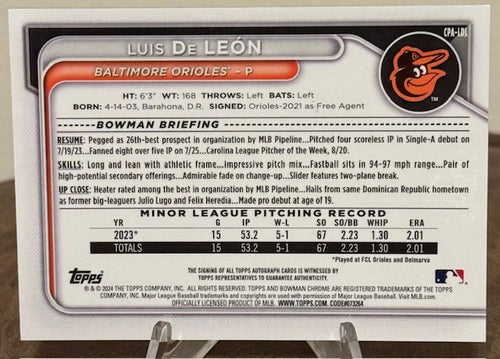 CPA-LDL
LUIS DE LEÓN
BALTIMORE ORIOLES™ - P
HT: 6'3" WT: 168 THROWS: Left BATS: Left
BORN: 4-14-03, Barahona, D.R. SIGNED: Orioles-2021 as Free Agent
BOWMAN BRIEFING
RESUME: Pegged as 26th-best prospect in organization by MLB Pipeline...Pitched four scoreless IP in Single-A debut on
7/19/23...Fanned eight over five IP on 7/25...Carolina League Pitcher of the Week, 8/20.
SKILLS: Long and lean with athletic frame...Impressive pitch mix...Fastball sits in 94-97 mph range...Pair of
high-potential secondary offerings...Admirable fade on change-up...Slider features two-plane break.
UP CLOSE: Heater rated among the best in organization by MLB Pipeline...Hails from same Dominican Republic hometown
as former big-leaguers Julio Lugo and Felix Heredia...Made pro debut at age of 19.
MINOR LEAGUE PITCHING RECORD
YR G IP W-L SO SO/BB WHIP ERA
2023* 15 53.2 5-1 67 2.23 1.30 2.01
TOTALS 15 53.2 5-1 67 2.23 1.30 2.01
*Played at FCL Orioles and Delmarva
Topps
THE SIGNING OF ALL TOPPS AUTOGRAPH CARDS IS WITNESSED BY
TOPPS REPRESENTATIVES TO GUARANTEE AUTHENTICITY.
® & © 2024 THE TOPPS COMPANY, INC. ALL RIGHTS RESERVED. TOPPS AND BOWMAN CHROME ARE REGISTERED TRADEMARKS OF THE TOPPS
COMPANY, INC. Major League Baseball trademarks and copyrights are used with permission of Major League Baseball. Visit MLB.com.
OFFICIALLY LICENSED PRODUCT OF MLB. WWW.TOPPS.COM. CODE#073264